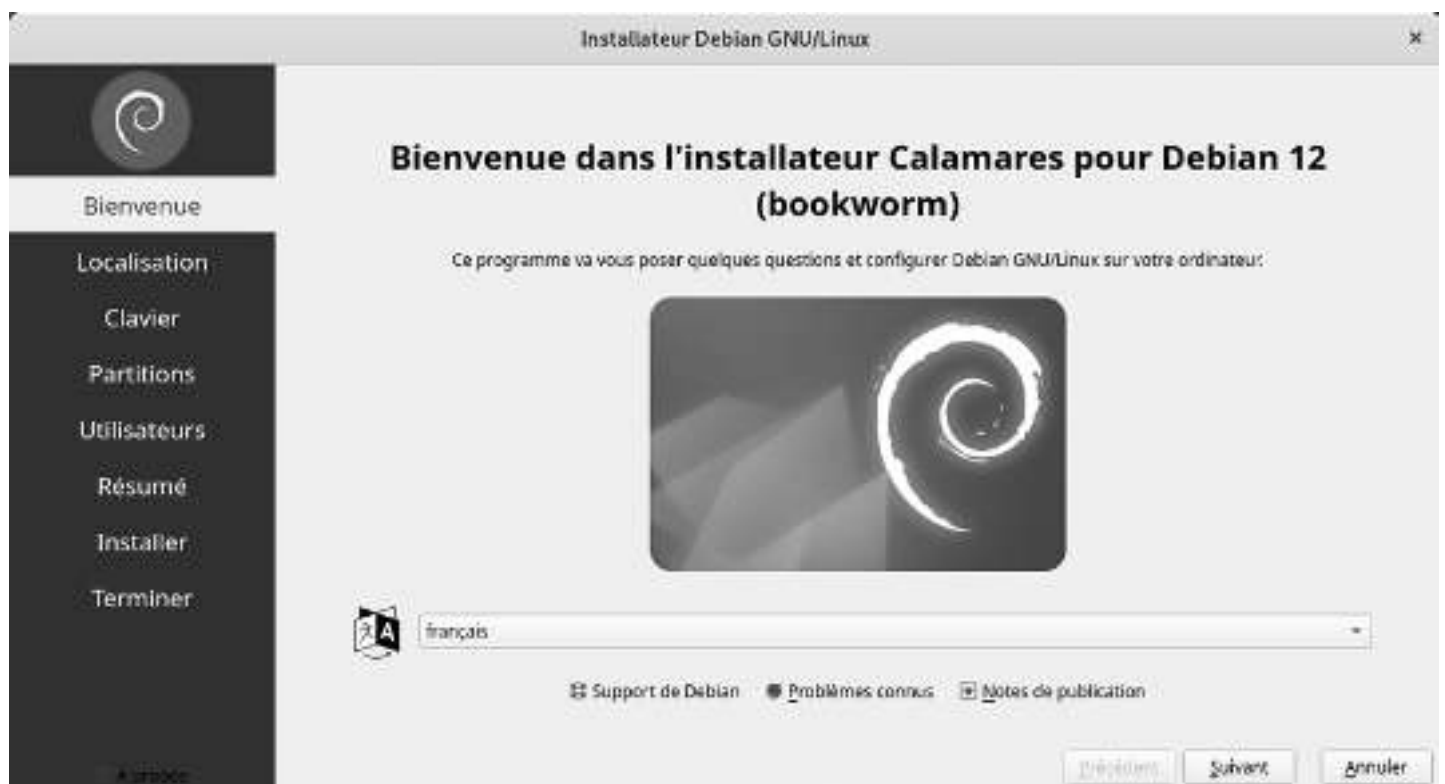 Installateur Debian GNU/Linux
Bienvenue
Localisation
Clavier
Partitions
Utilisateurs
Résumé
Installer
Terminer
À propos
Bienvenue dans l'installateur Calamares pour Debian 12
(bookworm)
Ce programme va vous poser quelques questions et configurer Debian GNU/Linux sur votre ordinateur.
français
Support de Debian Problèmes connus Notes de publication
Précédent Suivant Annuler